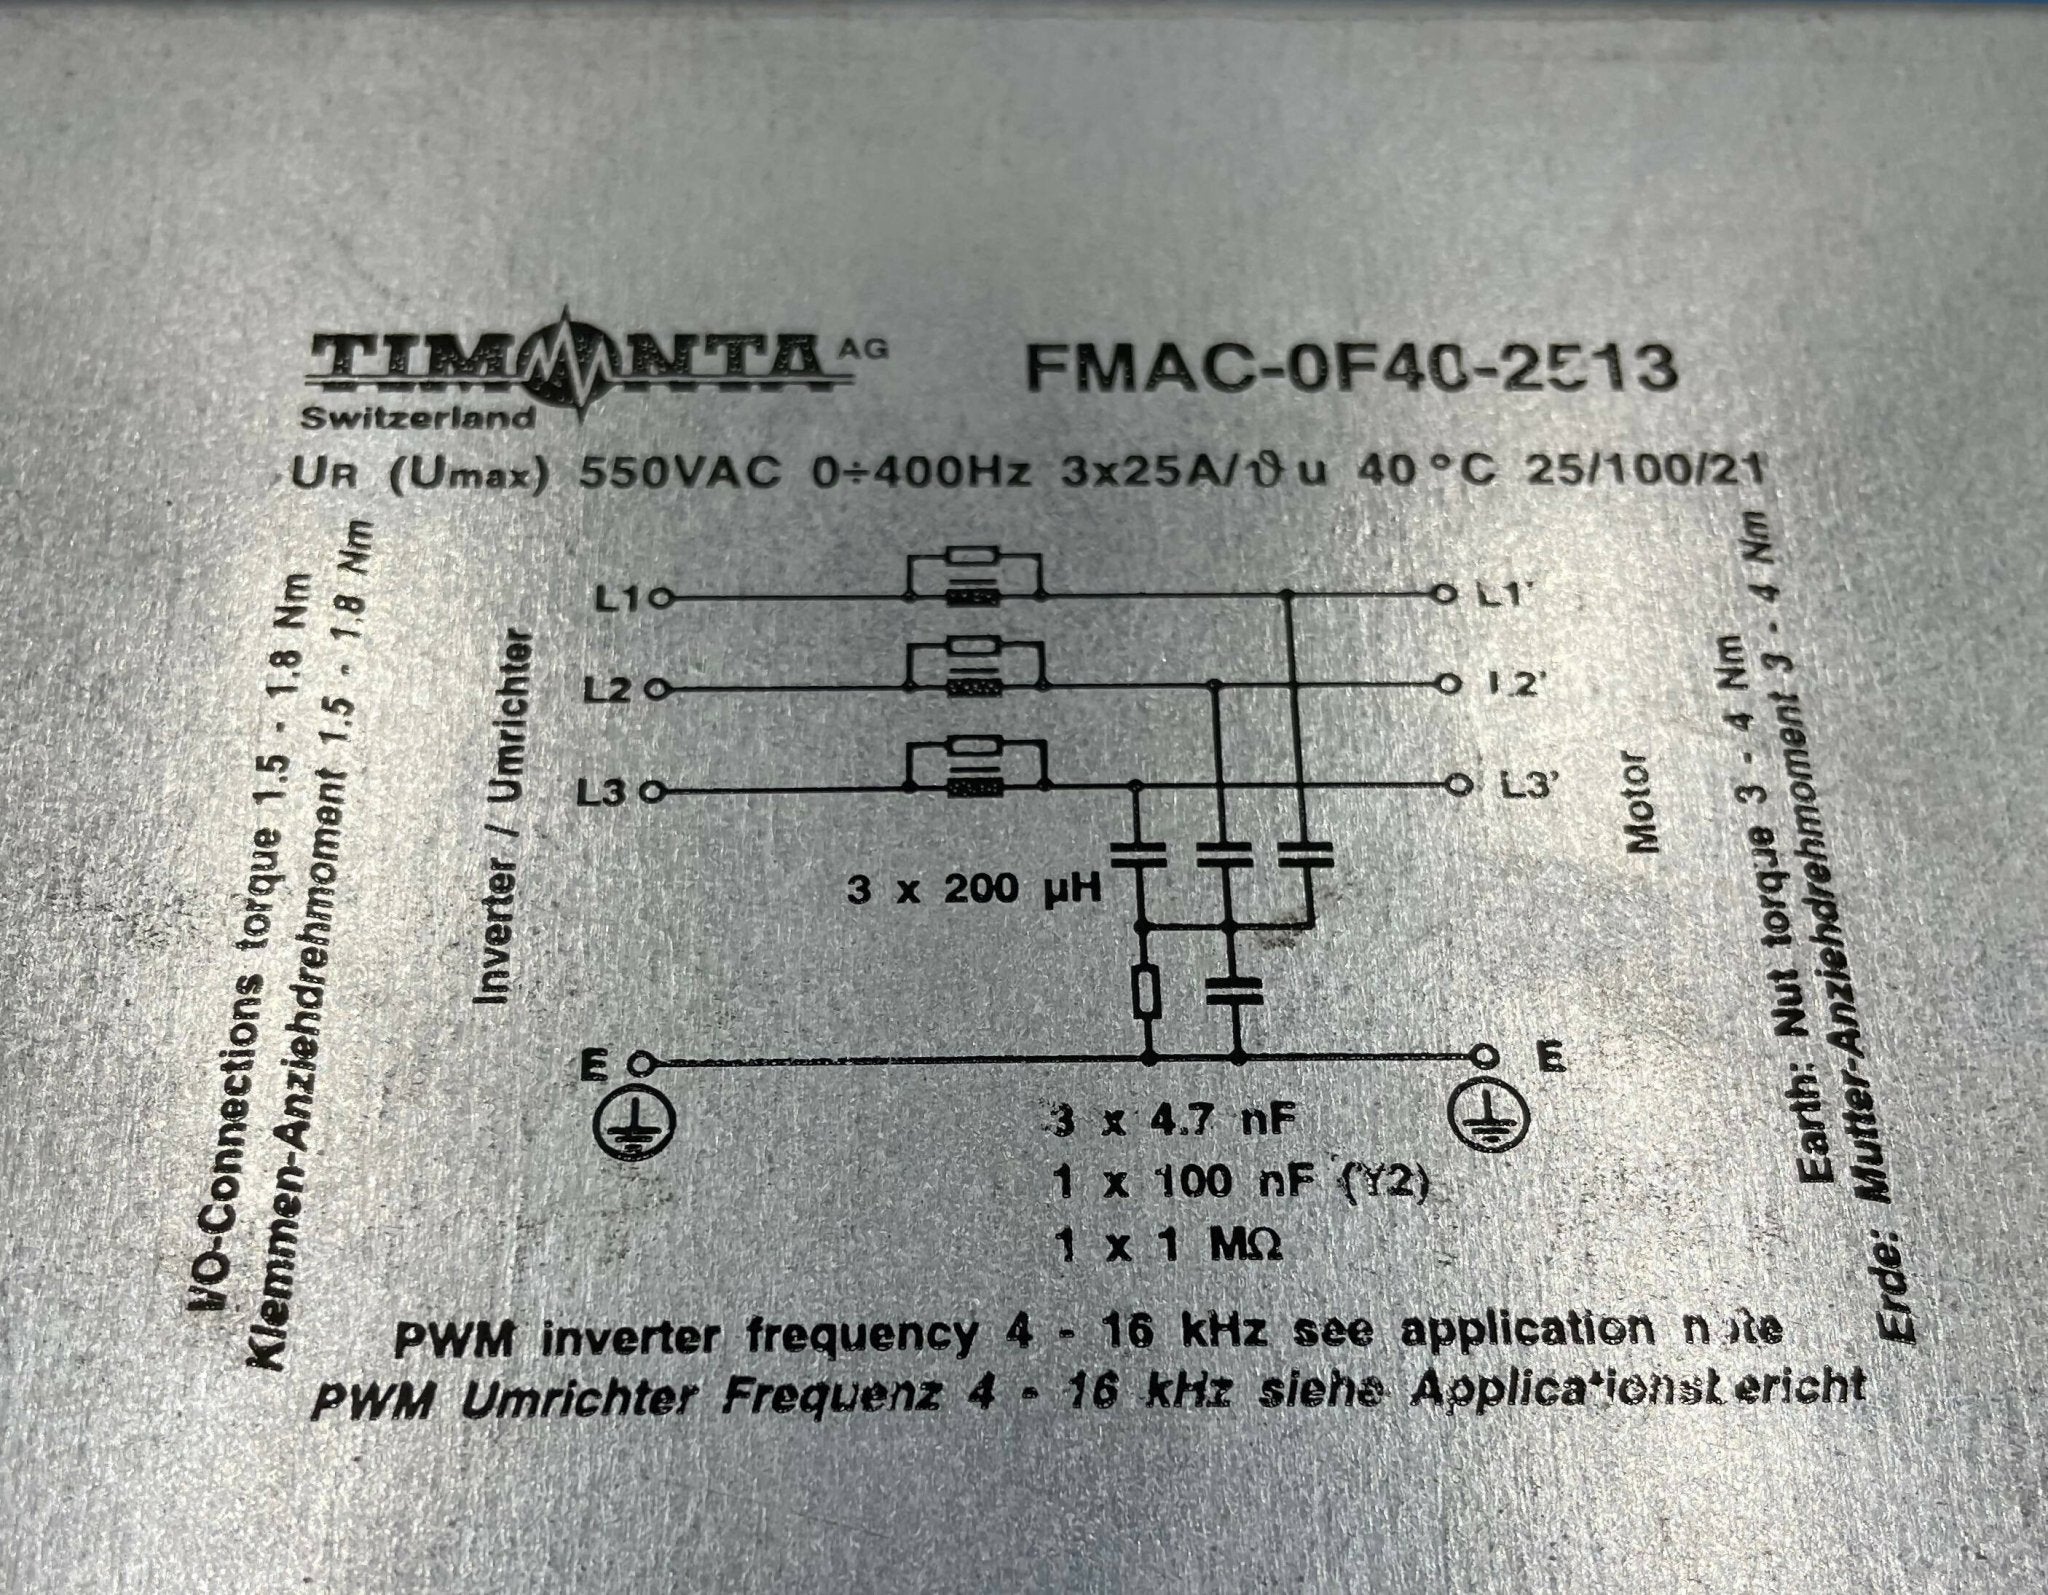 TIMONTA AG
Switzerland
FMAC-0F40-2513
UR (Umax) 550VAC 0÷400Hz 3x25A/ϑu 40°C 25/100/21
I/O-Connections torque 1.5 - 1.8 Nm
Klemmen-Anziehdrehmoment 1.5 - 1.8 Nm
Inverter / Umrichter
L1 L1'
L2 L2'
L3 L3'
3 x 200 µH
E E
3 x 4.7 nF
1 x 100 nF (Y2)
1 x 1 MΩ
Motor
Earth: Nut torque 3 - 4 Nm
Erde: Mutter-Anziehdrehmoment 3 - 4 Nm
PWM inverter frequency 4 - 16 kHz see application note
PWM Umrichter Frequenz 4 - 16 kHz siehe Applicationsbericht